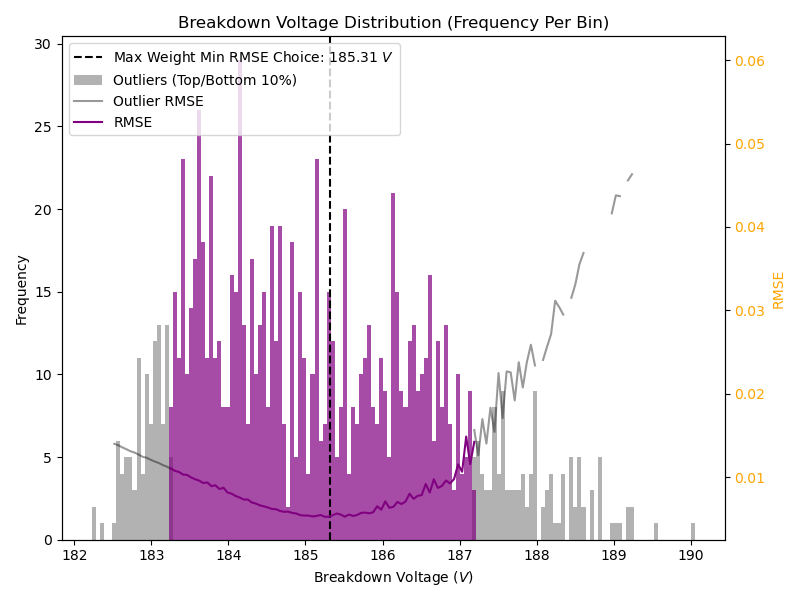 Breakdown Voltage Distribution (Frequency Per Bin)
Max Weight Min RMSE Choice: 185.31 V
Outliers (Top/Bottom 10%)
Outlier RMSE
RMSE
30
25
20
15
10
5
0
Frequency
0.06
0.05
0.04
0.03
0.02
0.01
RMSE
182 183 184 185 186 187 188 189 190
Breakdown Voltage (V)